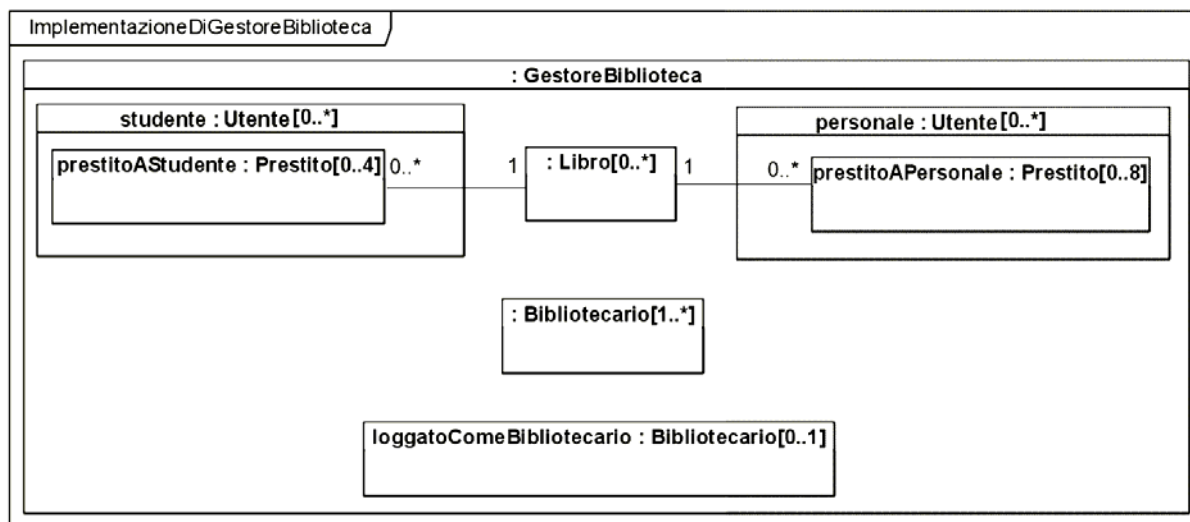 ImplementazioneDiGestoreBiblioteca
: GestoreBiblioteca
studente : Utente[0..*]
personale : Utente[0..*]
prestitoAStudente : Prestito[0..4] 0..*
1 : Libro[0..*] 1
0..* prestitoAPersonale : Prestito[0..8]
: Bibliotecario[1..*]
loggatoComeBibliotecario : Bibliotecario[0..1]